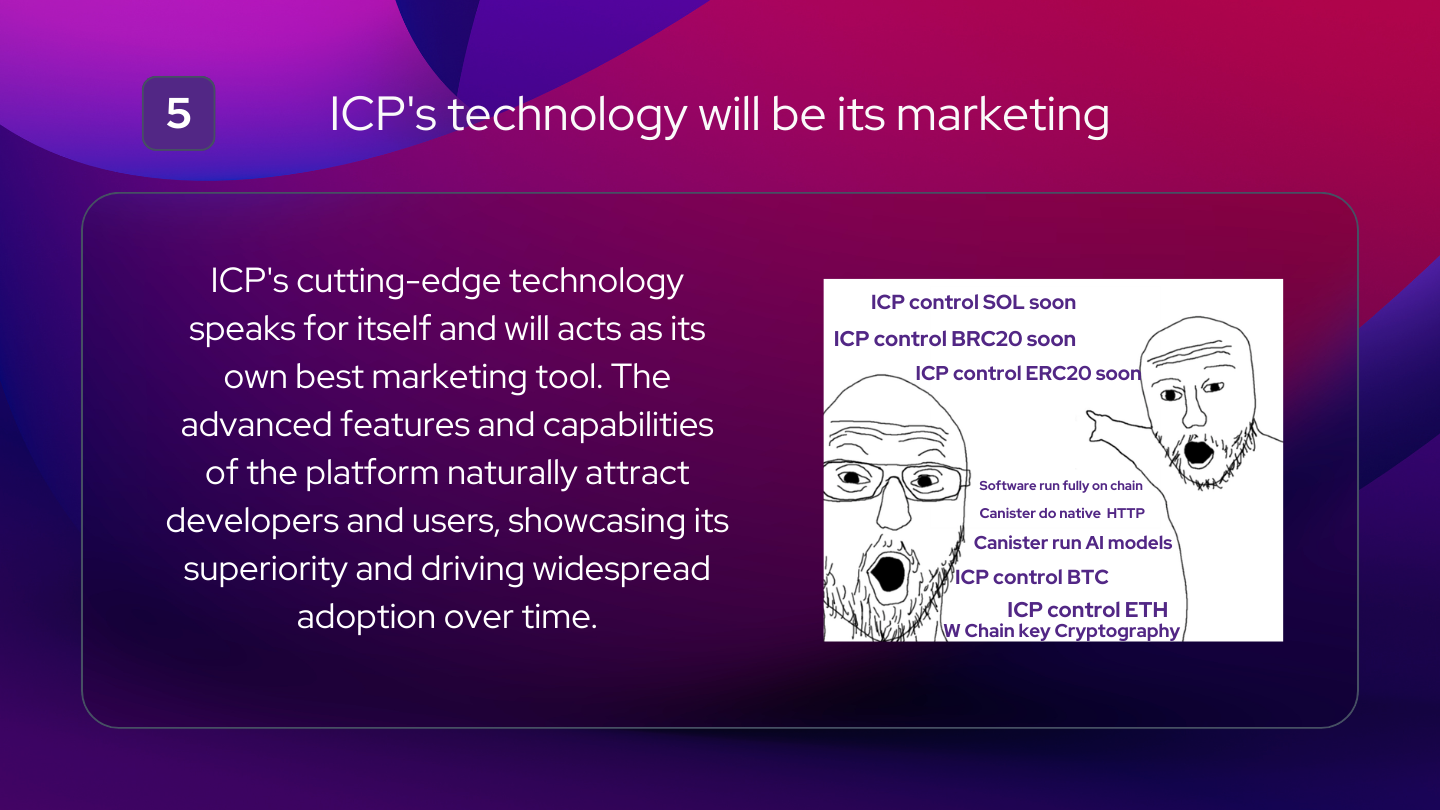 5
ICP's technology will be its marketing
ICP's cutting-edge technology
speaks for itself and will acts as its
own best marketing tool. The
advanced features and capabilities
of the platform naturally attract
developers and users, showcasing its
superiority and driving widespread
adoption over time.
ICP control SOL soon
ICP control BRC20 soon
ICP control ERC20 soon
Software run fully on chain
Canister do native HTTP
Canister run AI models
ICP control BTC
ICP control ETH
W Chain key Cryptography